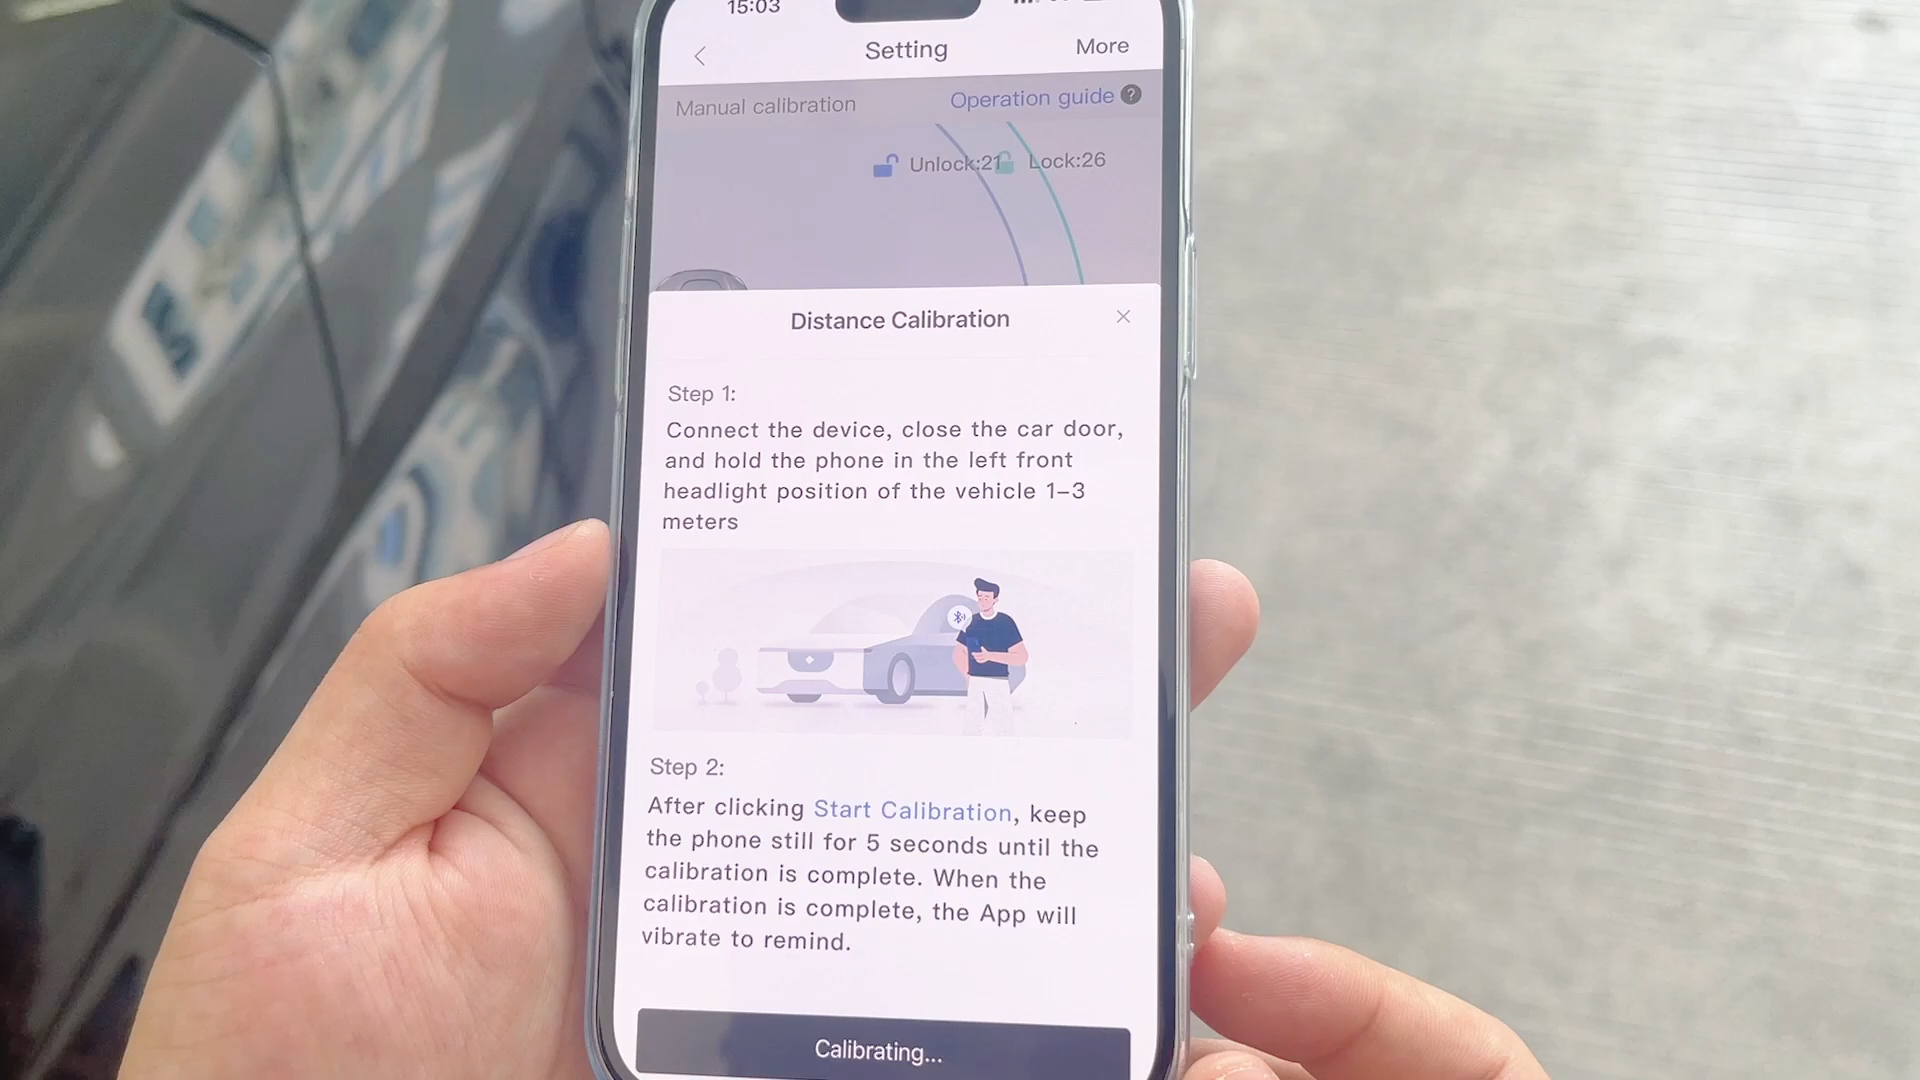 15:03
Setting
More
Manual calibration
Operation guide ?
Unlock:21
Lock:26
Distance Calibration
Step 1:
Connect the device, close the car door,
and hold the phone in the left front
headlight position of the vehicle 1–3
meters
Step 2:
After clicking Start Calibration, keep
the phone still for 5 seconds until the
calibration is complete. When the
calibration is complete, the App will
vibrate to remind.
Calibrating...